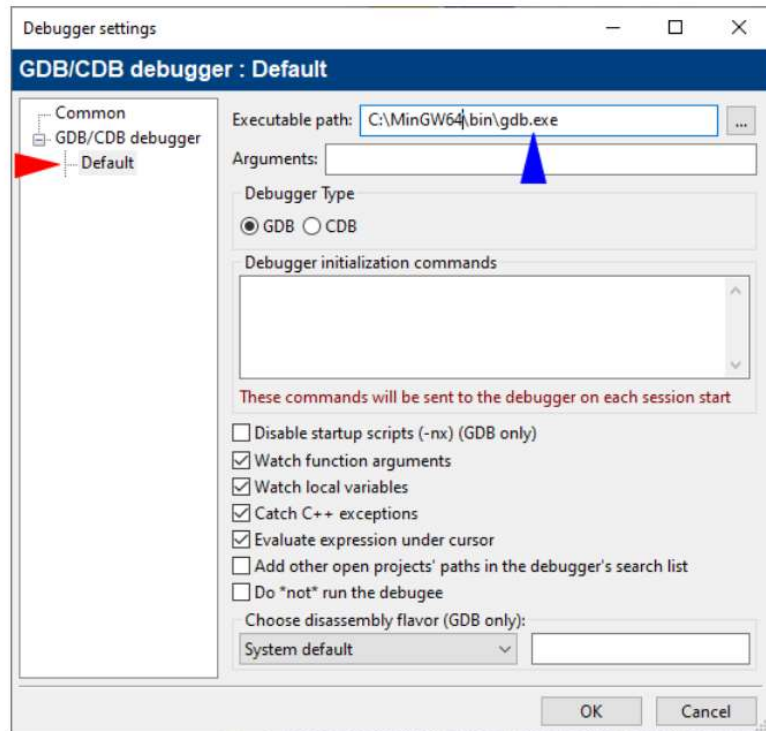 Debugger settings
GDB/CDB debugger : Default
Common
GDB/CDB debugger
Default
Executable path: C:\MinGW64\bin\gdb.exe ...
Arguments:
Debugger Type
GDB CDB
Debugger initialization commands
These commands will be sent to the debugger on each session start
Disable startup scripts (-nx) (GDB only)
Watch function arguments
Watch local variables
Catch C++ exceptions
Evaluate expression under cursor
Add other open projects' paths in the debugger's search list
Do *not* run the debugee
Choose disassembly flavor (GDB only):
System default
OK Cancel